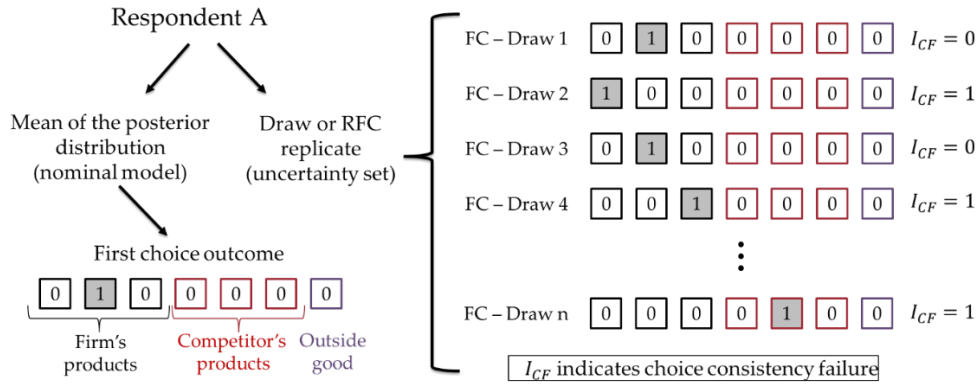 Respondent A
Mean of the posterior
distribution
(nominal model)
Draw or RFC
replicate
(uncertainty set)
First choice outcome
0 1 0 0 0 0 0
Firm's
products
Competitor's
products
Outside
good
FC – Draw 1 0 1 0 0 0 0 0 I_CF = 0
FC – Draw 2 1 0 0 0 0 0 0 I_CF = 1
FC – Draw 3 0 1 0 0 0 0 0 I_CF = 0
FC – Draw 4 0 0 1 0 0 0 0 I_CF = 1
⋮
FC – Draw n 0 0 0 0 1 0 0 I_CF = 1
I_CF indicates choice consistency failure